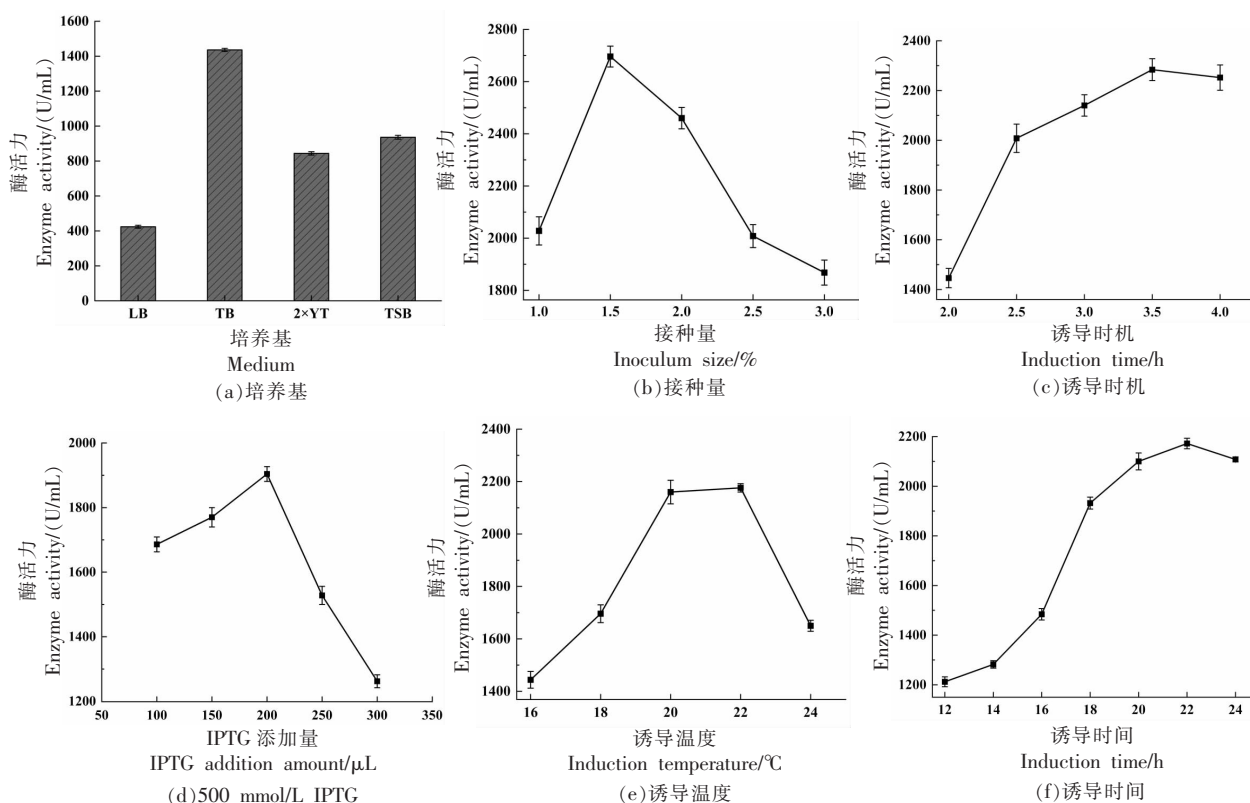 1600
1400
1200
1000
800
600
400
200
0
酶活力
Enzyme activity/(U/mL)
LB TB 2×YT TSB
培养基
Medium
(a)培养基
2800
2600
2400
2200
2000
1800
酶活力
Enzyme activity/(U/mL)
1.0 1.5 2.0 2.5 3.0
接种量
Inoculum size/%
(b)接种量
2400
2200
2000
1800
1600
1400
酶活力
Enzyme activity/(U/mL)
2.0 2.5 3.0 3.5 4.0
诱导时机
Induction time/h
(c)诱导时机
2000
1800
1600
1400
1200
酶活力
Enzyme activity/(U/mL)
50 100 150 200 250 300 350
IPTG 添加量
IPTG addition amount/μL
(d)500 mmol/L IPTG
2400
2200
2000
1800
1600
1400
酶活力
Enzyme activity/(U/mL)
16 18 20 22 24
诱导温度
Induction temperature/℃
(e)诱导温度
2200
2000
1800
1600
1400
1200
酶活力
Enzyme activity/(U/mL)
12 14 16 18 20 22 24
诱导时间
Induction time/h
(f)诱导时间